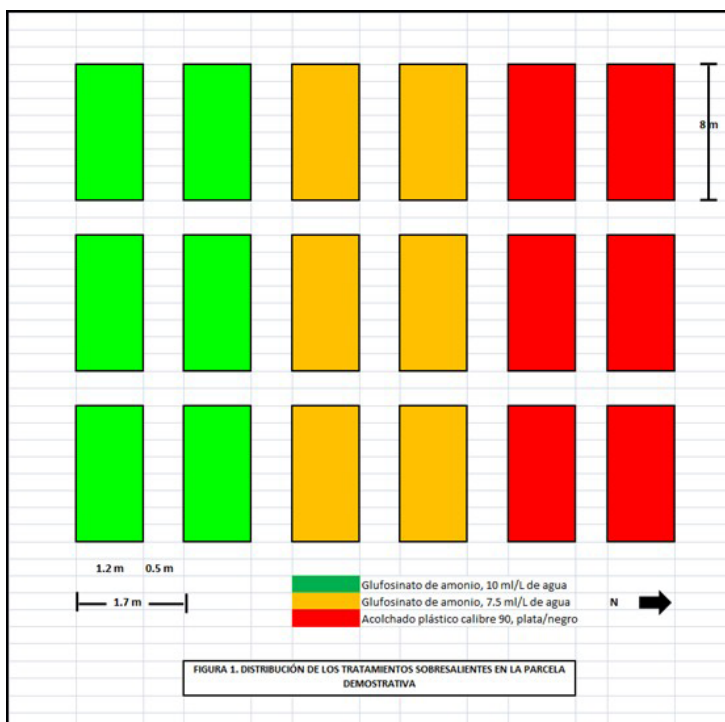 8 m
1.2 m 0.5 m
1.7 m
Glufosinato de amonio, 10 ml/L de agua
Glufosinato de amonio, 7.5 ml/L de agua
Acolchado plástico calibre 90, plata/negro
N
FIGURA 1. DISTRIBUCIÓN DE LOS TRATAMIENTOS SOBRESALIENTES EN LA PARCELA
DEMOSTRATIVA